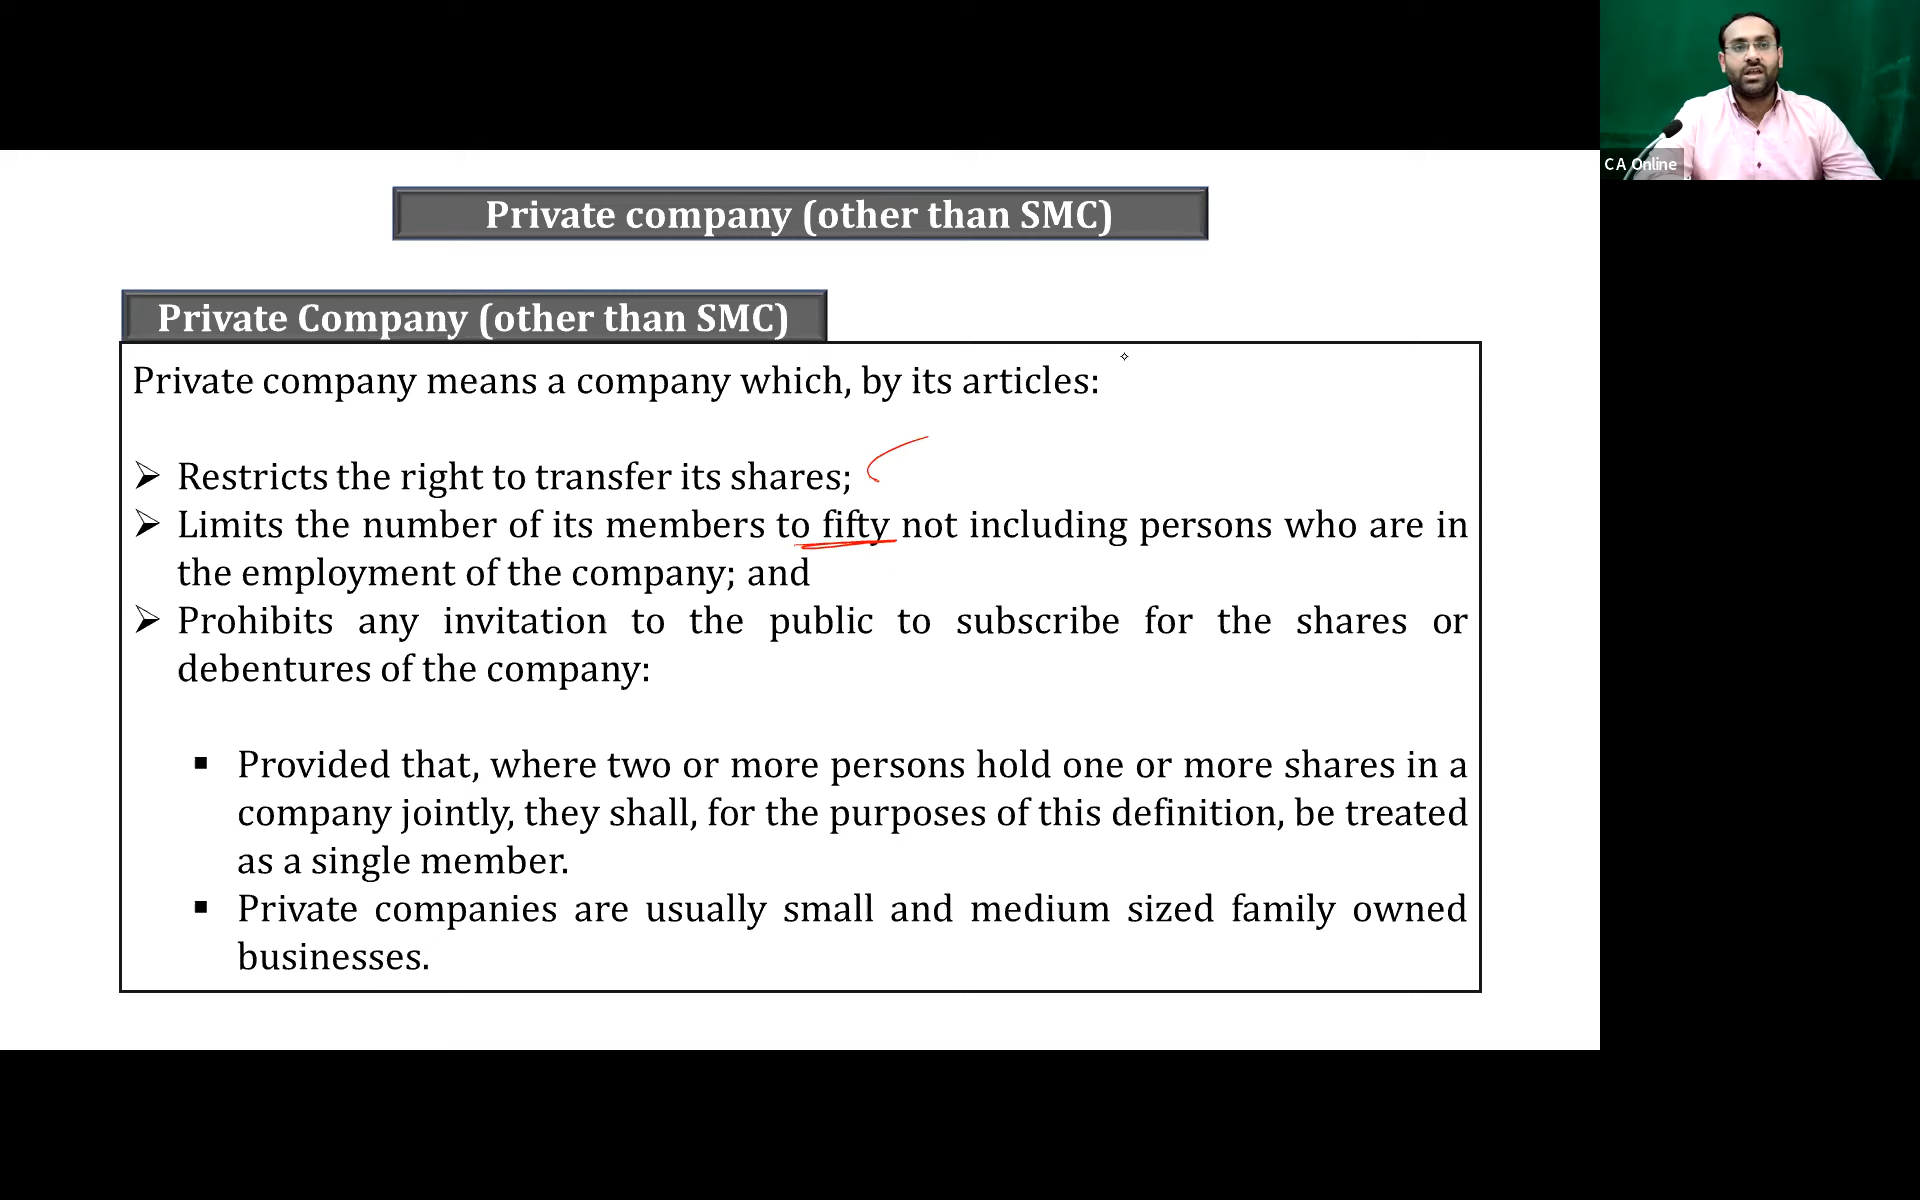 C A Online
Private company (other than SMC)
Private Company (other than SMC)
Private company means a company which, by its articles:
➢ Restricts the right to transfer its shares;
➢ Limits the number of its members to fifty not including persons who are in
the employment of the company; and
➢ Prohibits any invitation to the public to subscribe for the shares or
debentures of the company:
▪ Provided that, where two or more persons hold one or more shares in a
company jointly, they shall, for the purposes of this definition, be treated
as a single member.
▪ Private companies are usually small and medium sized family owned
businesses.